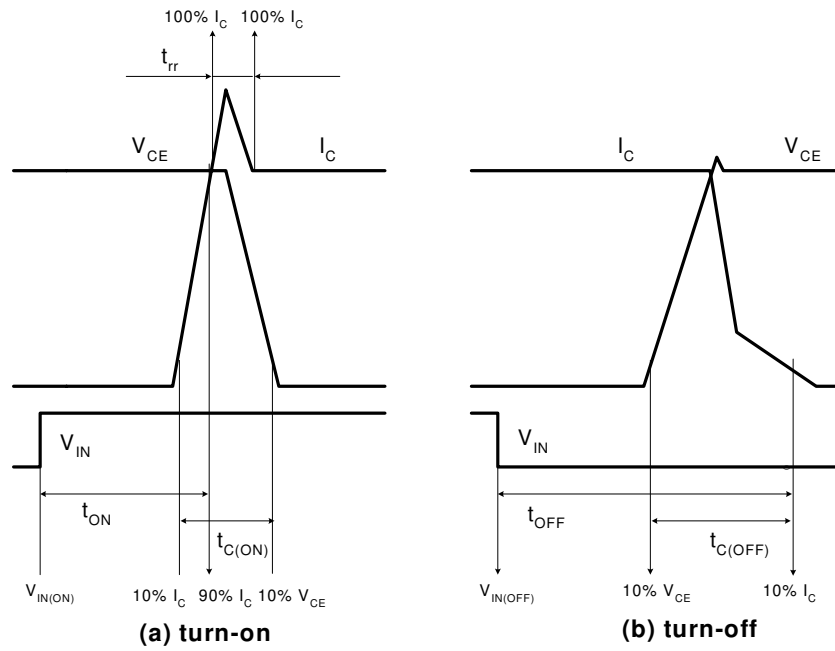 100% I_C 100% I_C
t_rr
V_CE I_C
I_C V_CE
V_IN
V_IN
t_ON
t_OFF
t_C(ON)
t_C(OFF)
V_IN(ON) 10% I_C 90% I_C 10% V_CE
V_IN(OFF) 10% V_CE 10% I_C
(a) turn-on
(b) turn-off